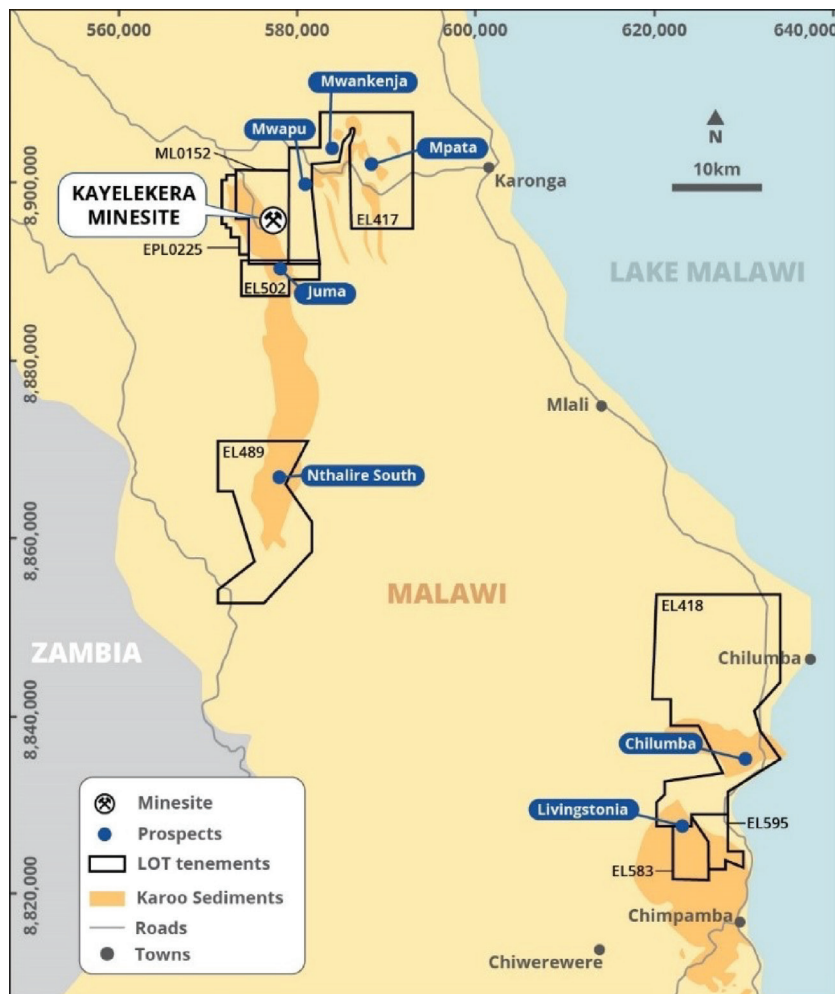 560,000
580,000
600,000
620,000
640,000
Mwankenja
Mwapu
Mpata
N
10km
ML0152
8,900,000
KAYELEKERA
MINESITE
Karonga
EL417
EPL0225
LAKE MALAWI
EL502
Juma
8,880,000
Mlali
EL489
Nthalire South
8,860,000
MALAWI
EL418
ZAMBIA
Chilumba
8,840,000
Chilumba
Minesite
Prospects
Livingstonia
EL595
LOT tenements
EL583
Karoo Sediments
8,820,000
Chimpamba
Roads
Towns
Chiwerewere